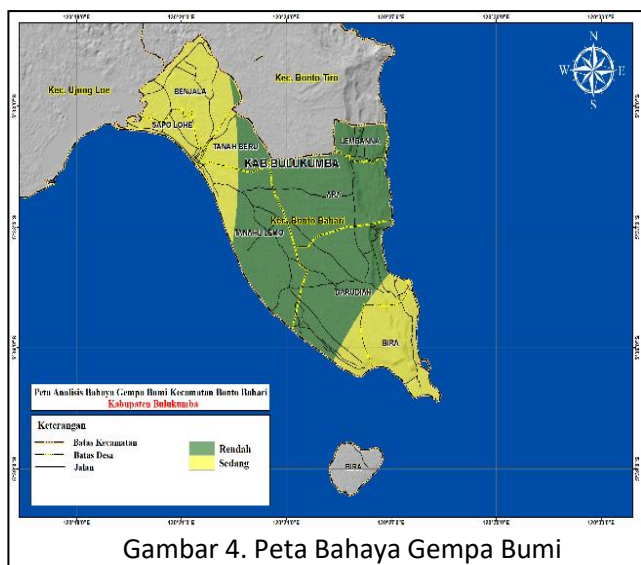 N
W E
S
BENJALA
Kec. Bonto Tiro
Kec. Ujong Loe
SAPO LOHE
LEMBANNA
TANAH BERU
KAB BULUKUMBA
ARA
Kec. Bonto Bahari
TANAH LEMO
DARUBIAH
BIRA
Peta Analisis Bahaya Gempa Bumi Kecamatan Bonto Bahari
Kabupaten Bulukumba
Keterangan
Batas Kecamatan
Batas Desa
Jalan
Rendah
Sedang
BIRA
Gambar 4. Peta Bahaya Gempa Bumi